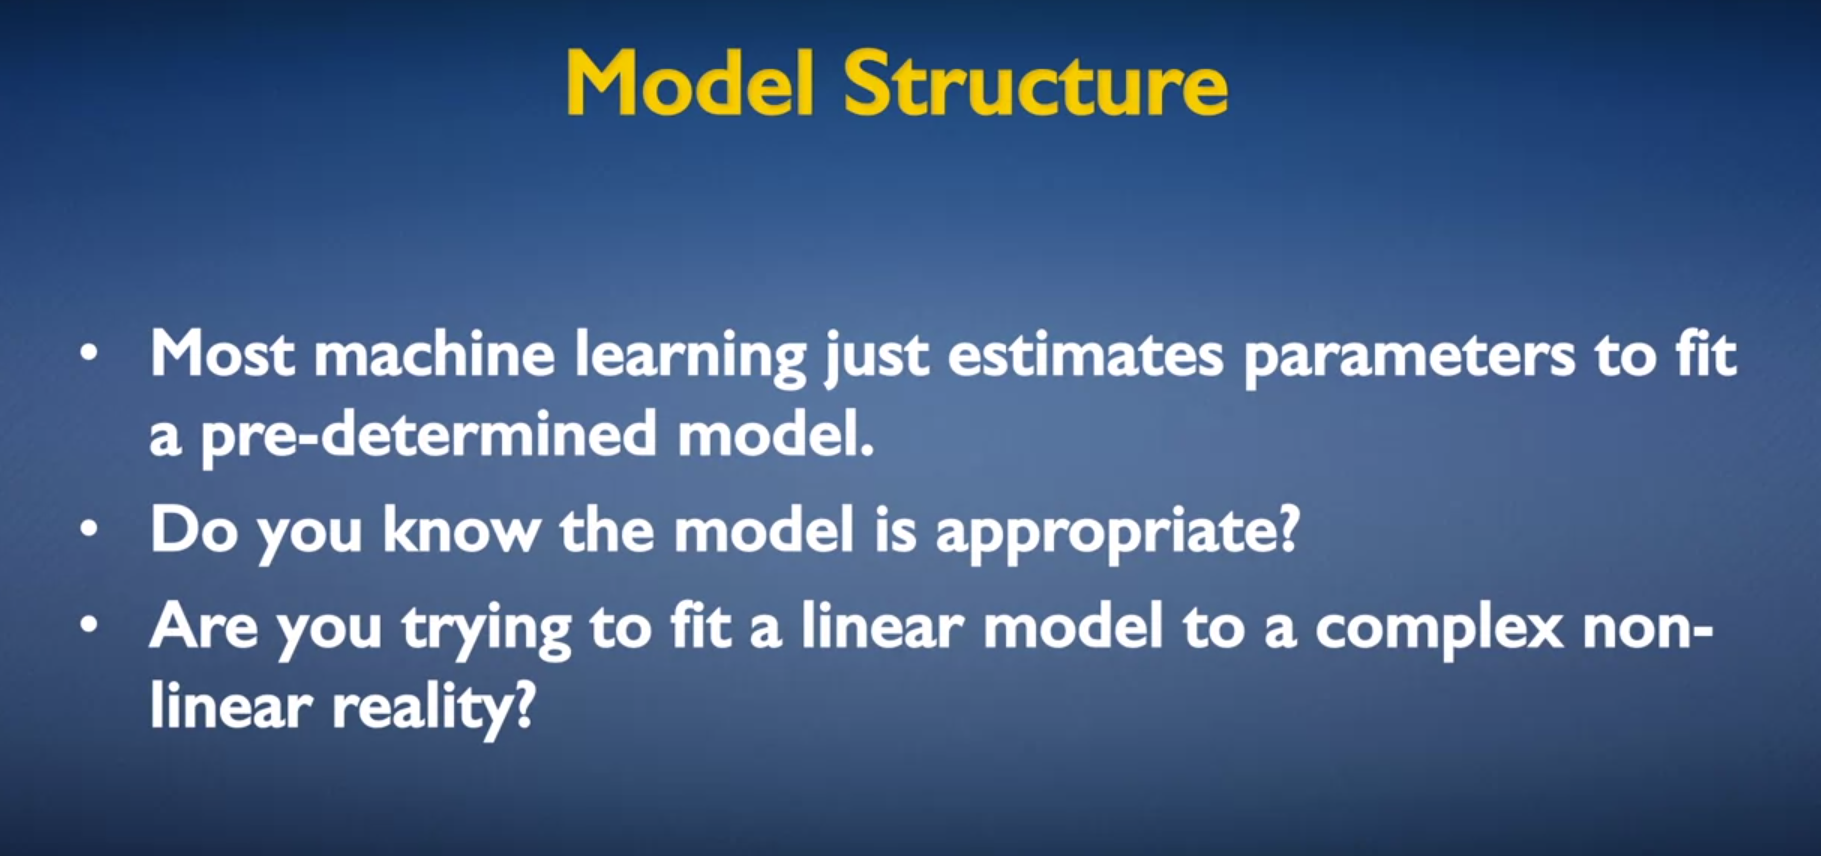 Model Structure
• Most machine learning just estimates parameters to fit
a pre-determined model.
• Do you know the model is appropriate?
• Are you trying to fit a linear model to a complex non-
linear reality?